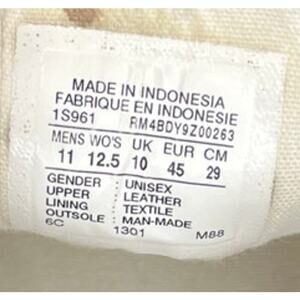 MADE IN INDONESIA
FABRIQUE EN INDONESIE
1S961 RM4BDY9Z00263
MENS WO'S UK EUR CM
11 12.5 10 45 29
GENDER : UNISEX
UPPER : LEATHER
LINING : TEXTILE
OUTSOLE : MAN-MADE
6C 1301 M88